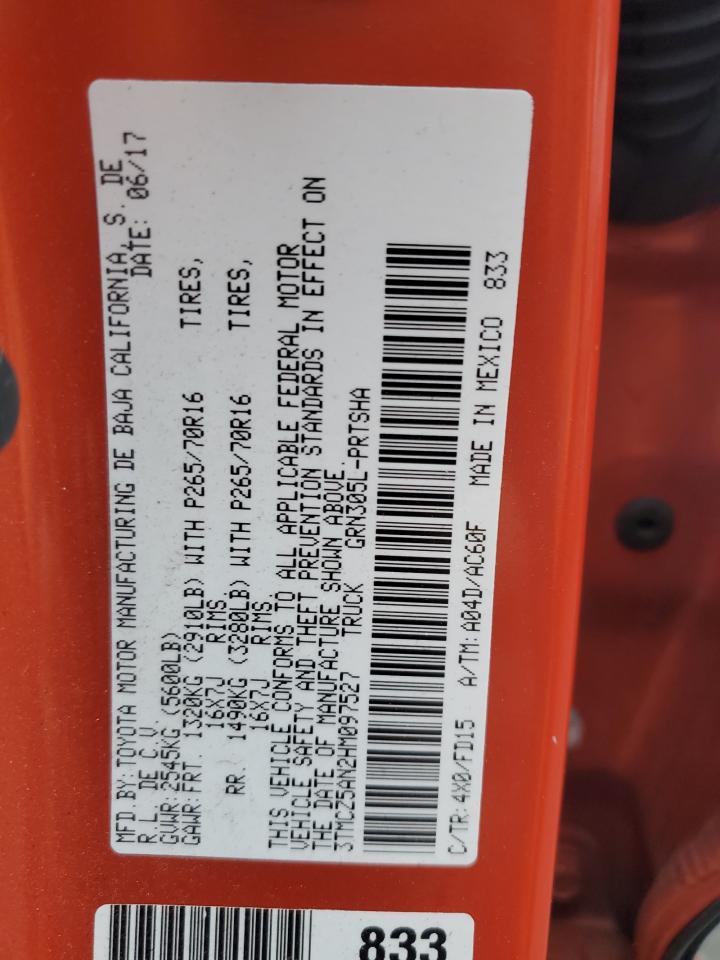 MFD BY: TOYOTA MOTOR MANUFACTURING DE BAJA CALIFORNIA, S. DE
R.L. DE C.V. DATE: 06/17
GVWR: 2545KG (5600LB)
GAWR: FRT. 1320KG (2910LB) WITH P265/70R16 TIRES,
16X7J RIMS
RR. 1490KG (3280LB) WITH P265/70R16 TIRES,
16X7J RIMS
THIS VEHICLE CONFORMS TO ALL APPLICABLE FEDERAL MOTOR
VEHICLE SAFETY AND THEFT PREVENTION STANDARDS IN EFFECT ON
THE DATE OF MANUFACTURE SHOWN ABOVE.
3TMCZ5AN2HM097527 TRUCK GRN305L-PRTSHA
C/TR: 4X0/FD15 A/TM: A04D/AC60F MADE IN MEXICO 833
833